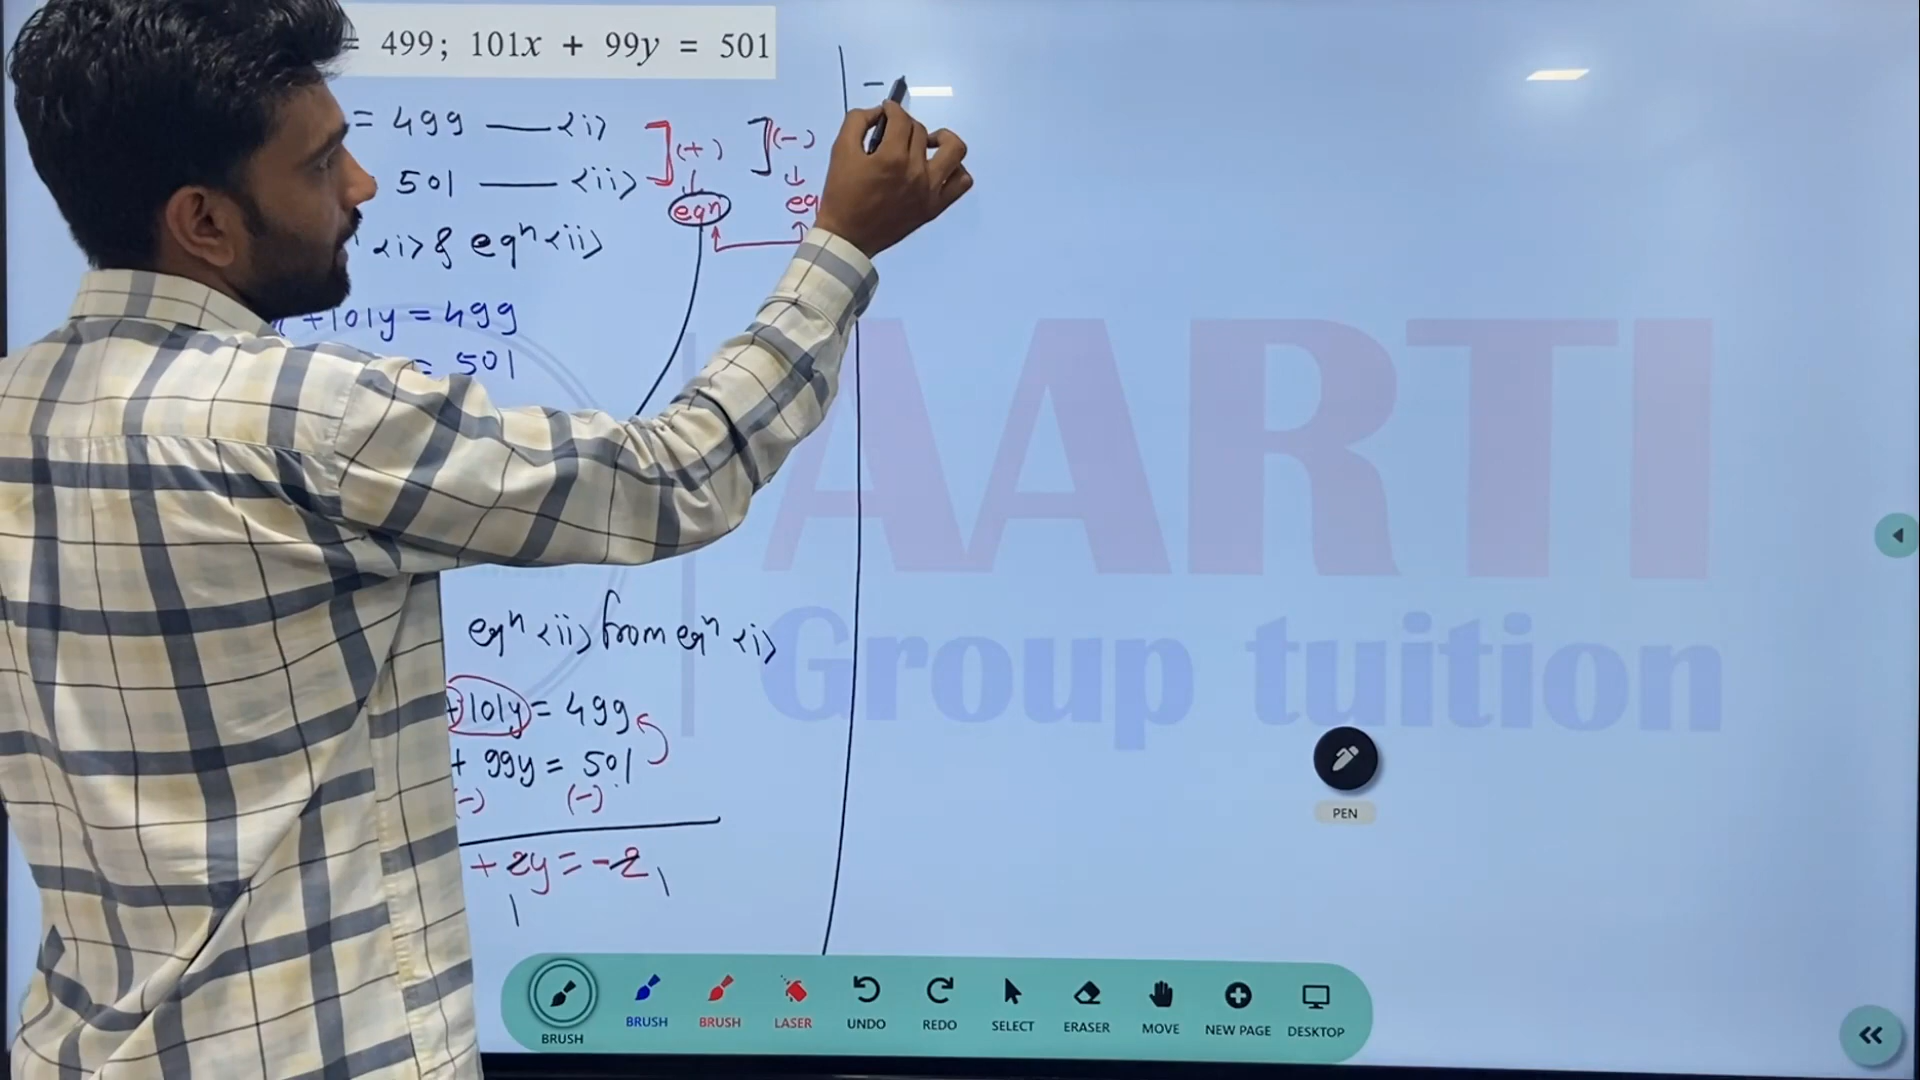 = 499; 101x + 99y = 501
= 499 —<i> ](+) ](-)
501 — <ii>
eqn eq
<i> & eqn <ii>
+101y = 499
= 501
eqn <ii> from eqn <i>
+101y = 499
+ 99y = 501
(-) (-)
+ 2y = -2
1 1
AARTI
Group tuition
PEN
BRUSH BRUSH BRUSH LASER UNDO REDO SELECT ERASER MOVE NEW PAGE DESKTOP